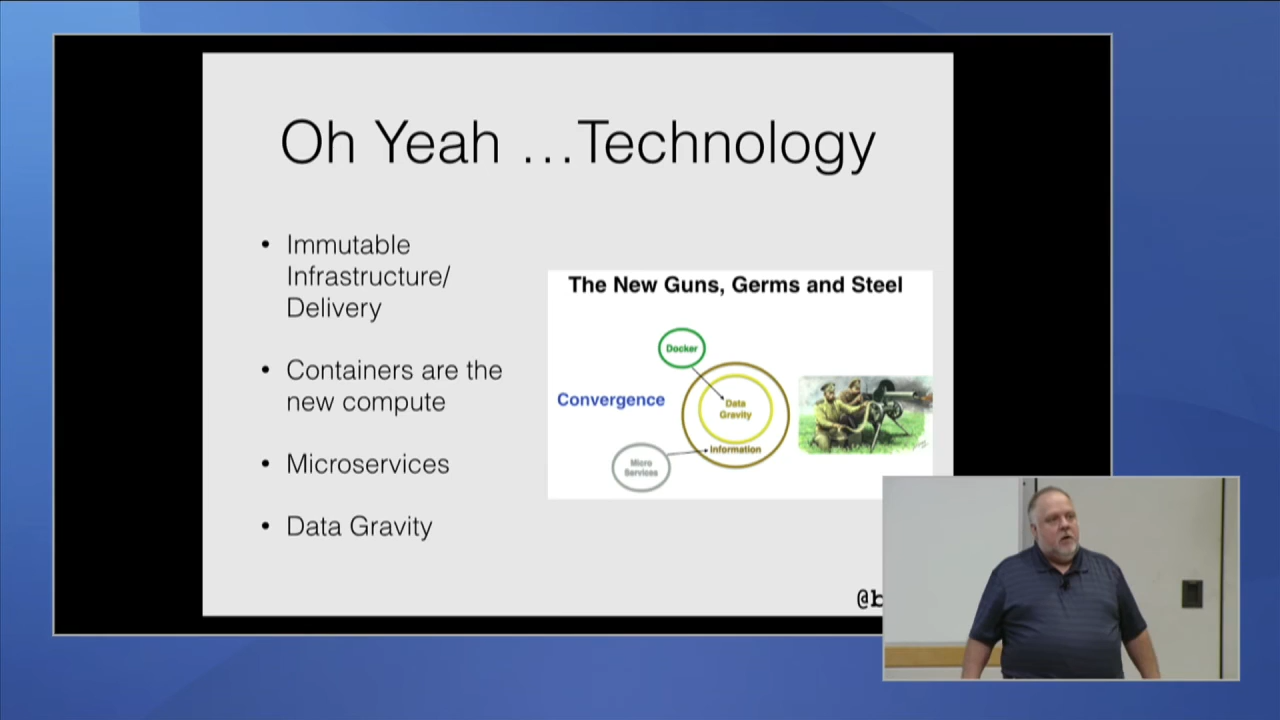 Oh Yeah ...Technology
• Immutable
Infrastructure/
Delivery
• Containers are the
new compute
• Microservices
• Data Gravity
The New Guns, Germs and Steel
Docker
Convergence
Data
Gravity
Information
Micro
Services
@b